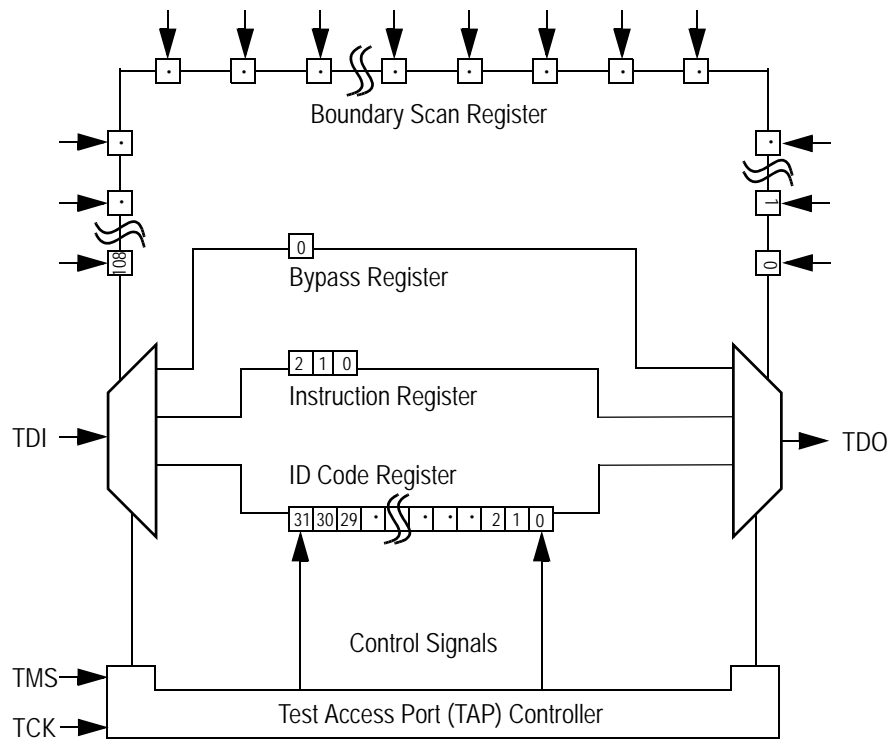 · · · · · · · ·
Boundary Scan Register
· ·
· 1
108 0
0
Bypass Register
2 1 0
Instruction Register
TDI TDO
ID Code Register
31 30 29 · · · · 2 1 0
Control Signals
TMS
Test Access Port (TAP) Controller
TCK